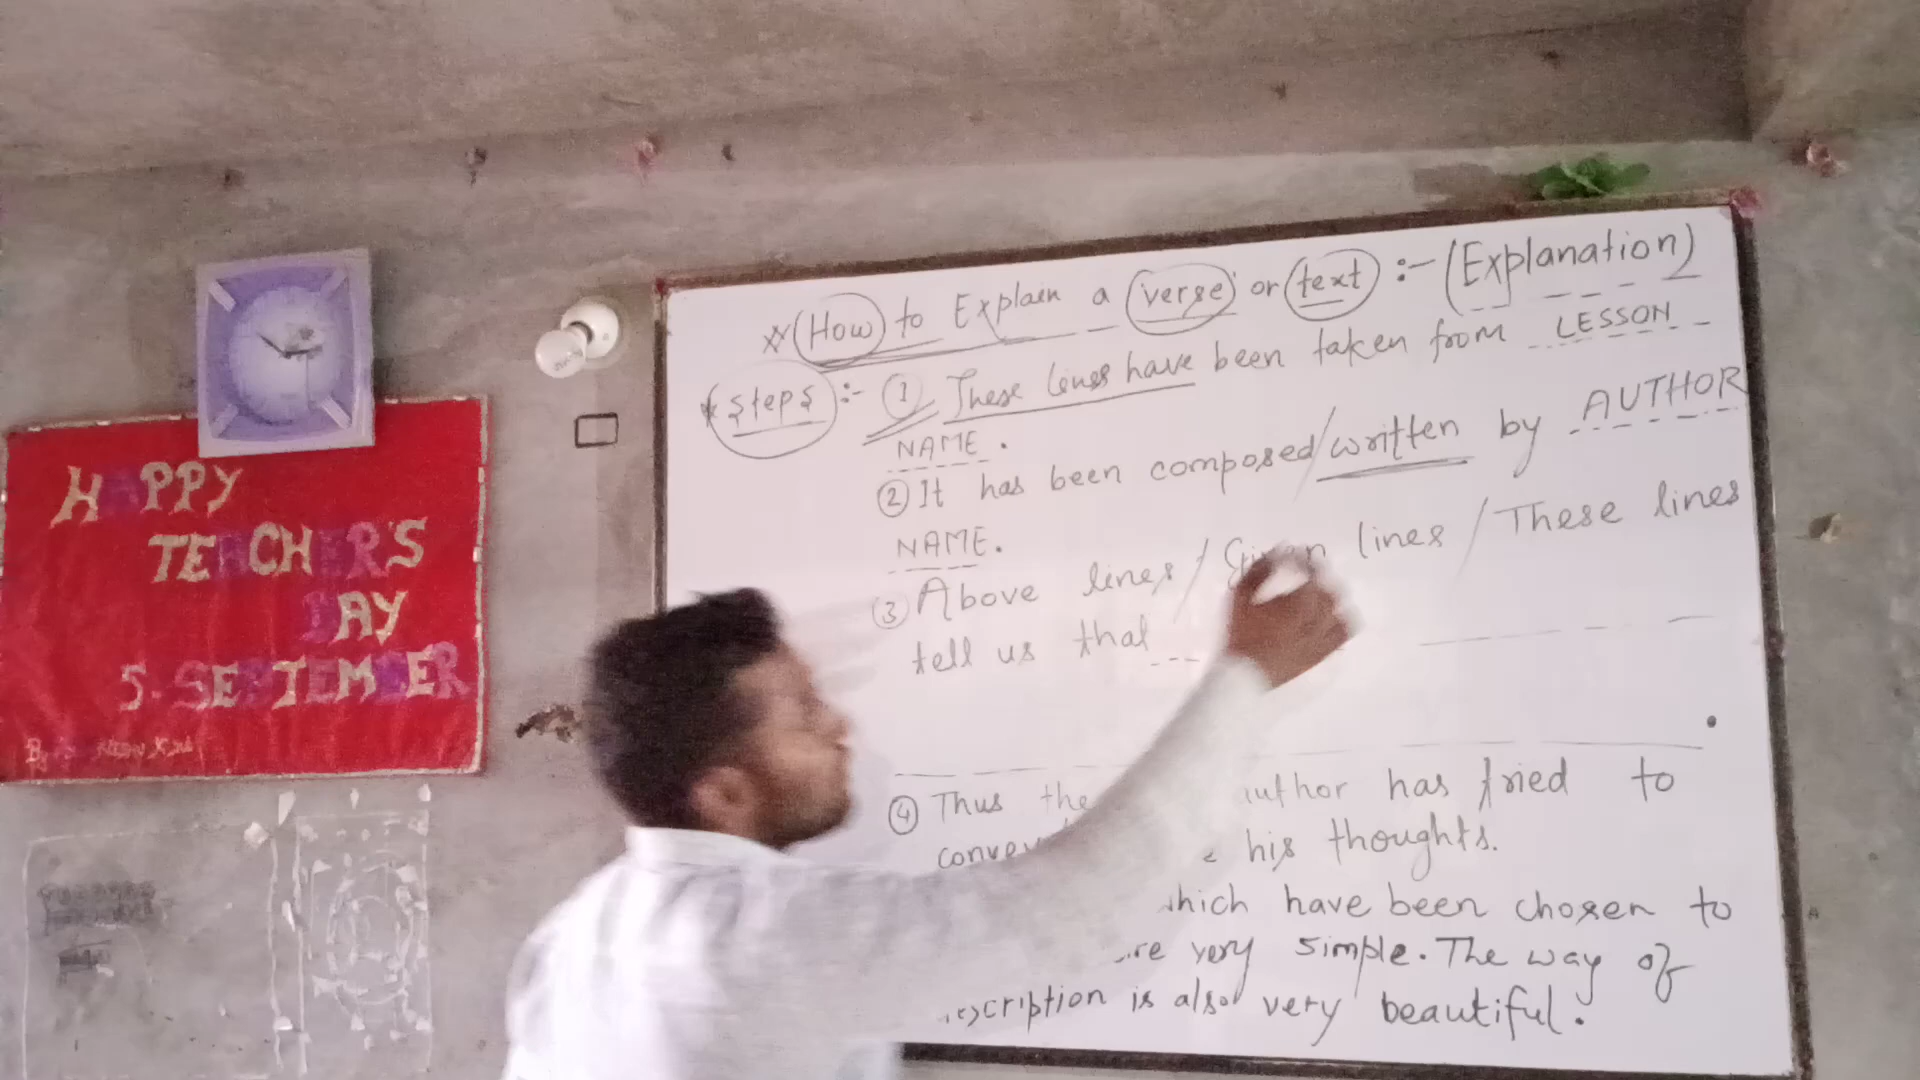 HAPPY
TEACHER'S
DAY
5-SEPTEMBER
How to Explain a verse or text :- (Explanation)
Steps :- ① These lines have been taken from LESSON
NAME.
② It has been composed/written by AUTHOR
NAME.
③ Above lines / Given lines / These lines
tell us that
④ Thus the author has tried to
his thoughts.
which have been chosen to
very simple. The way of
is also very beautiful.